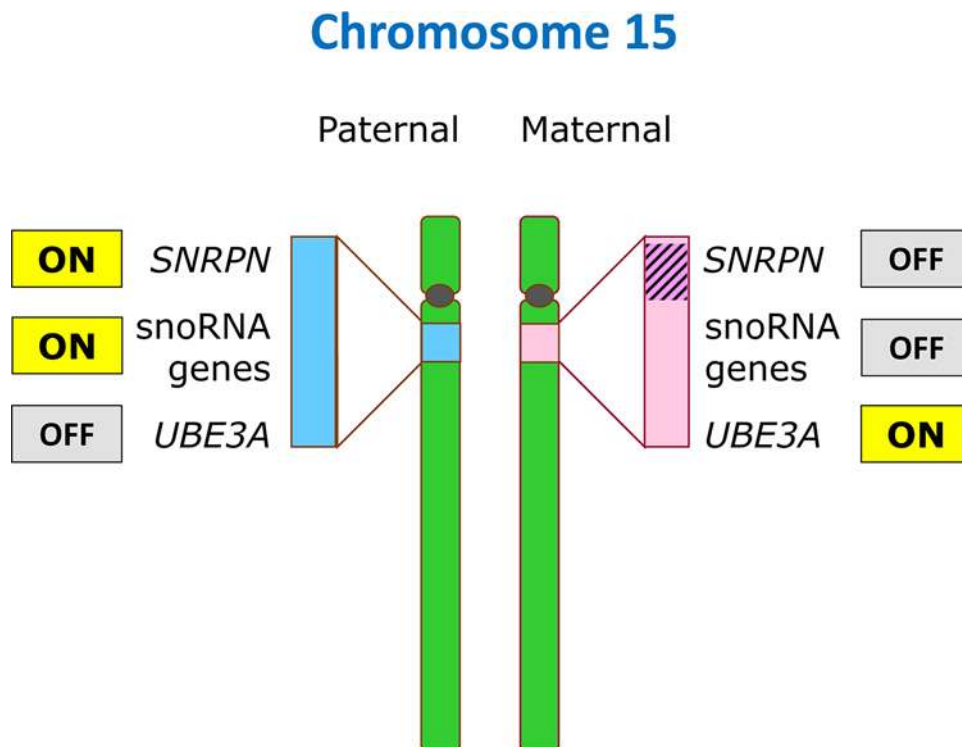 Chromosome 15
Paternal Maternal
ON SNRPN SNRPN OFF
ON snoRNA genes snoRNA genes OFF
OFF UBE3A UBE3A ON